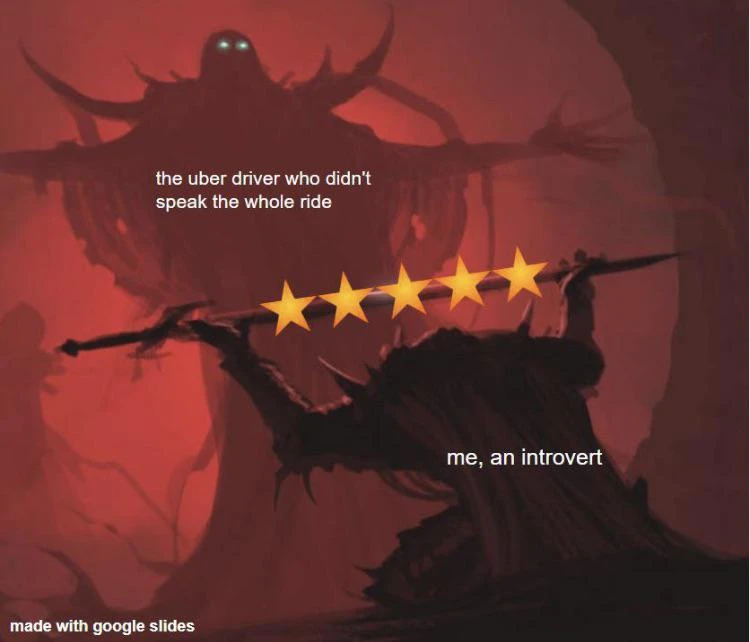 the uber driver who didn't
speak the whole ride
me, an introvert
made with google slides